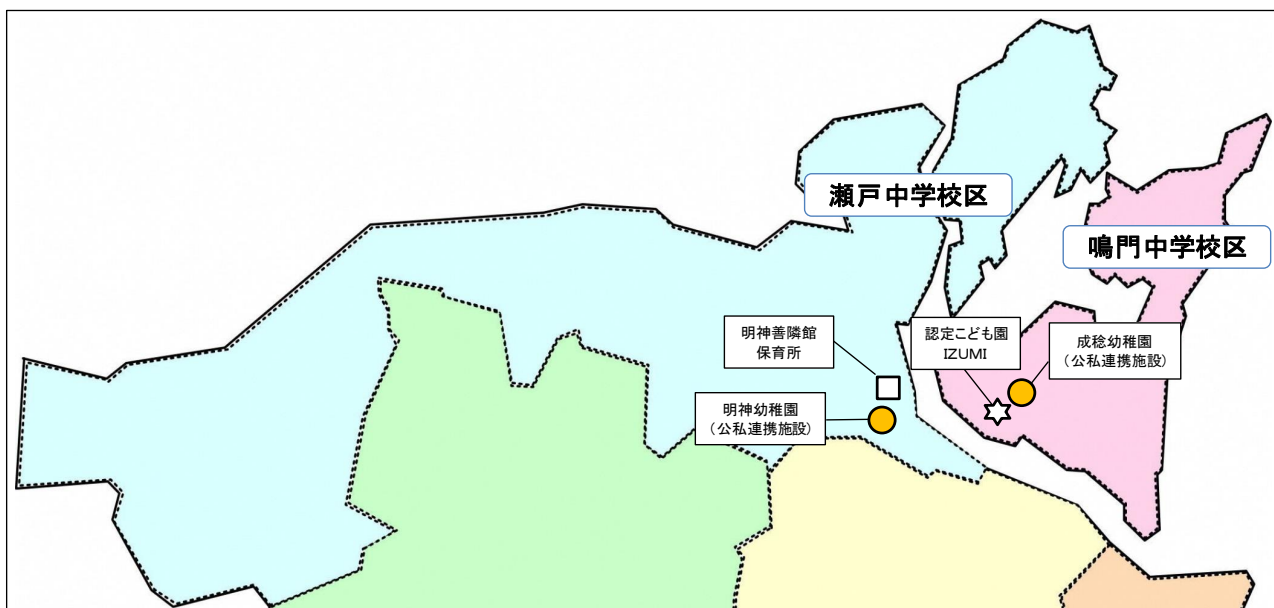 瀬戸中学校区
鳴門中学校区
明神善隣館
保育所
認定こども園
IZUMI
成稔幼稚園
（公私連携施設）
明神幼稚園
（公私連携施設）